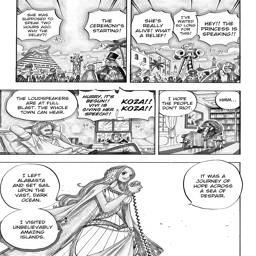 HEY!! THE
PRINCESS IS
SPEAKING!!
I'VE
WAITED
SO LONG
FOR
THIS!
SHE'S
REALLY
ALIVE! WHAT
A RELIEF!
THE
CEREMONY'S
STARTING!
SHE WAS
SUPPOSED TO
SPEAK TWO
HOURS AGO!
WHY THE
DELAY?!
HMM...
I HOPE
THE PEOPLE
DON'T RIOT.
KOZA!!
KOZA!!
HURRY, IT'S
BEGUN!!
VIVI IS
GIVING HER
SPEECH!!
THE
LOUDSPEAKERS
ARE AT FULL
BLAST. THE
WHOLE TOWN
CAN HEAR.
IT WAS A
JOURNEY OF
HOPE ACROSS
A SEA OF
DESPAIR.
I LEFT
ALABASTA
AND SET SAIL
UPON THE
VAST, DARK
OCEAN.
I VISITED
UNBELIEVABLY
AMAZING
ISLANDS.